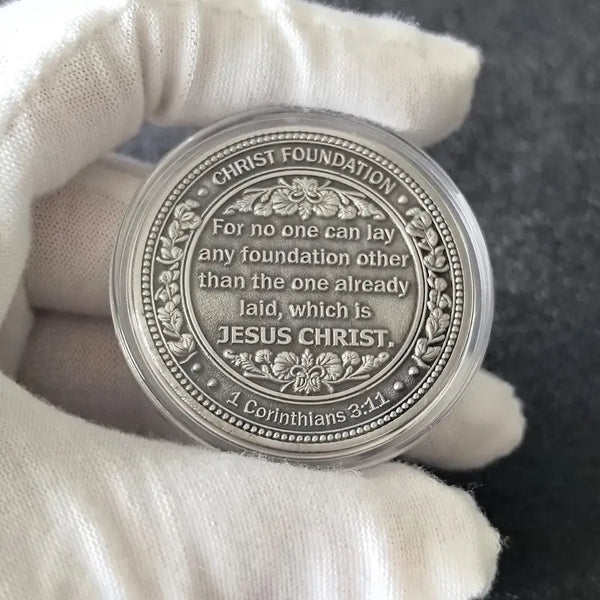 CHRIST FOUNDATION
For no one can lay
any foundation other
than the one already
laid, which is
JESUS CHRIST.
1 Corinthians 3:11